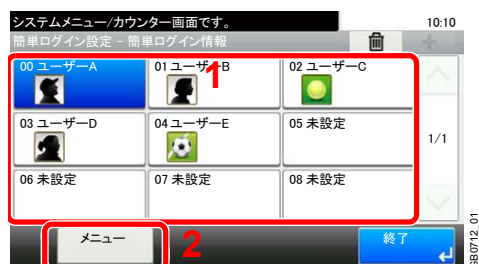 システムメニュー/カウンター画面です。
10:10
簡単ログイン設定 – 簡単ログイン情報
00 ユーザーA
01 ユーザーB
02 ユーザーC
1
03 ユーザーD
04 ユーザーE
05 未設定
1/1
06 未設定
07 未設定
08 未設定
メニュー
2
終了